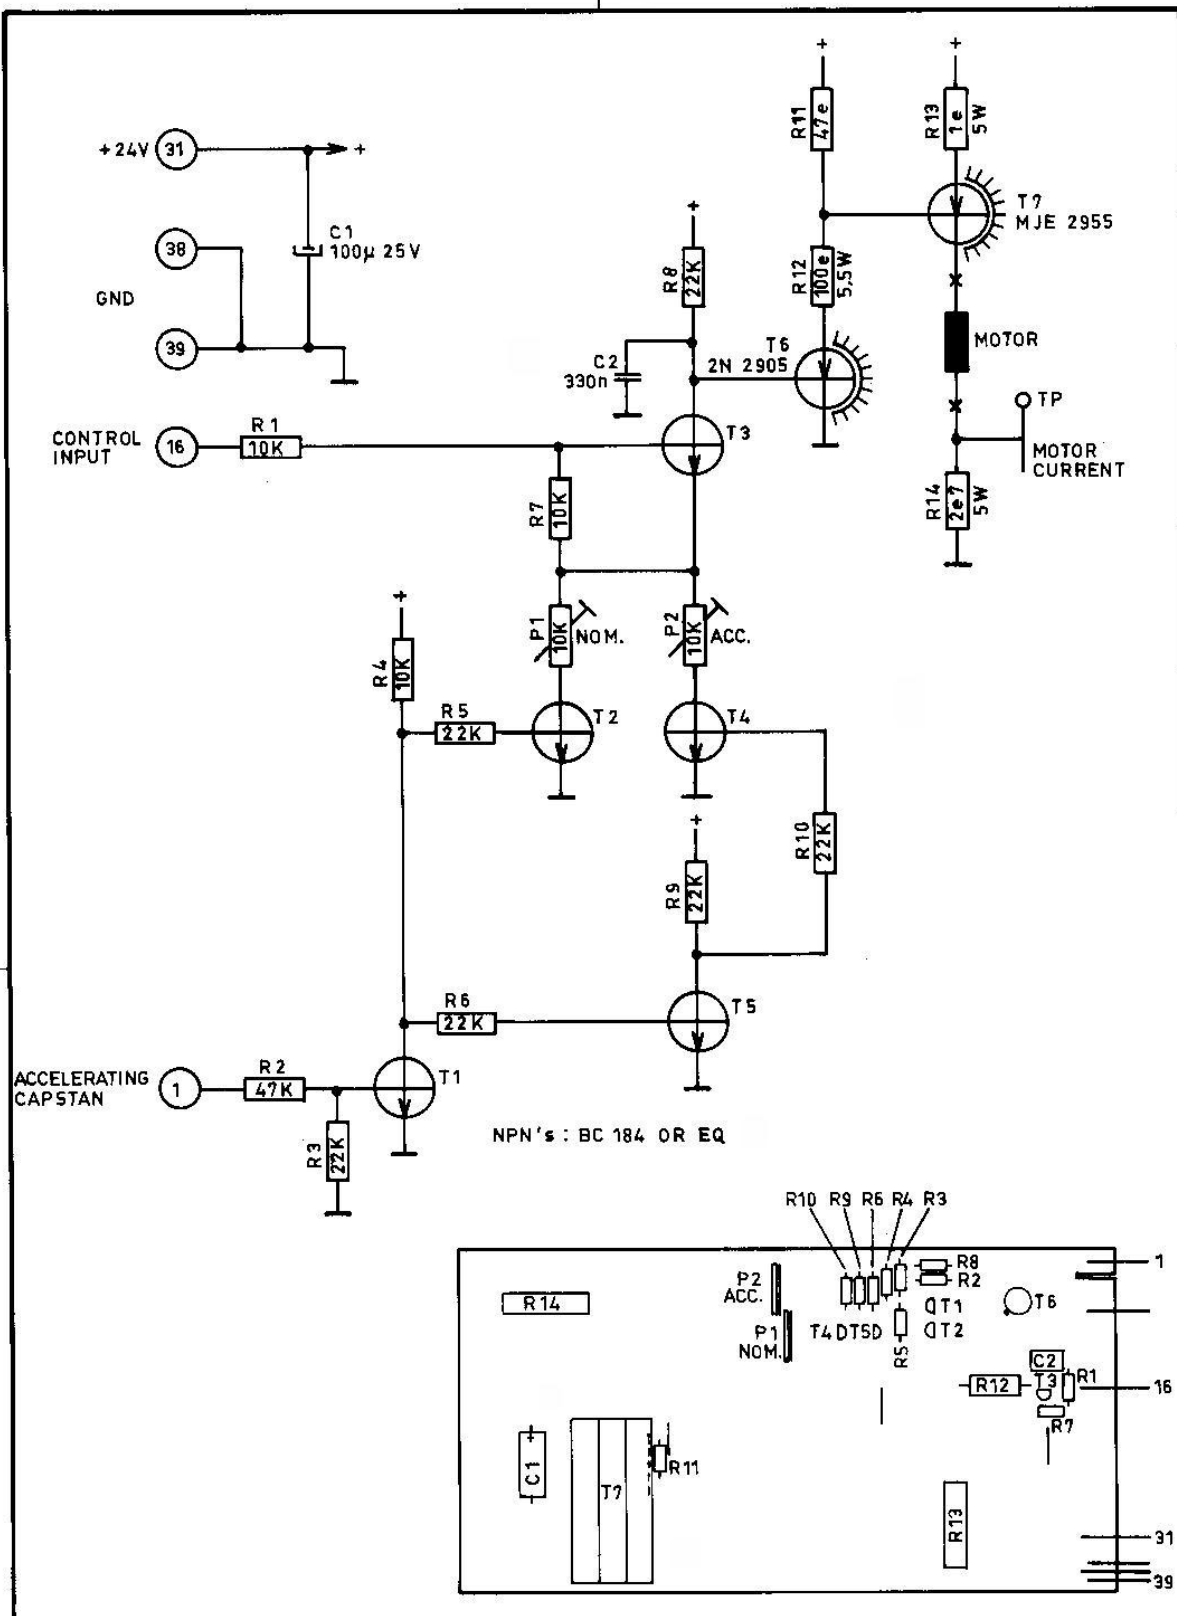 +24V 31 +
C1
100µ 25V
38
GND
39
CONTROL
INPUT
16
R1
10K
R7
10K
+
R8
22K
C2
330n
T3
T6
2N 2905
+
R11
47e
R12
100e
5,5W
+
R13
1e
5W
T7
MJE 2955
MOTOR
TP
MOTOR
CURRENT
R14
2e7
5W
+
R4
10K
P1
10K
NOM.
P2
10K
ACC.
R5
22K
T2
T4
+
R9
22K
R10
22K
R6
22K
T5
ACCELERATING
CAPSTAN
1
R2
47K
T1
R3
22K
NPN's : BC 184 OR EQ
R10 R9 R6 R4 R3
R14
P2
ACC.
P1
NOM.
R8
R2
T1
T2
T4 D T5 D
R5
T6
1
C2
T3
R1
R12
R7
16
C1
T7
R11
R13
31
39
+